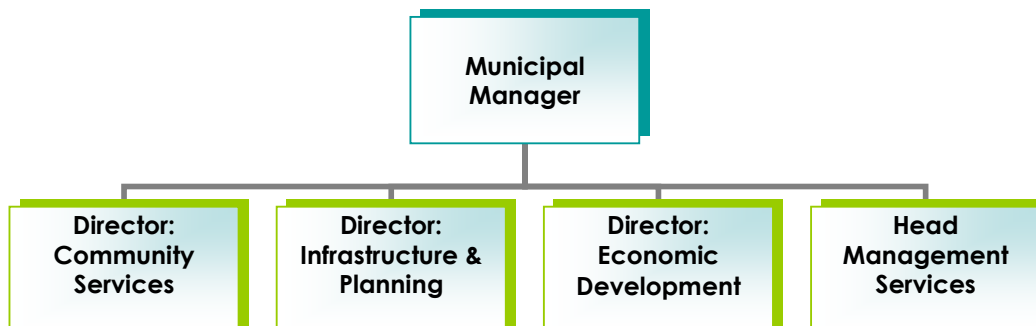 Municipal
Manager
Director:
Community
Services
Director:
Infrastructure &
Planning
Director:
Economic
Development
Head
Management
Services